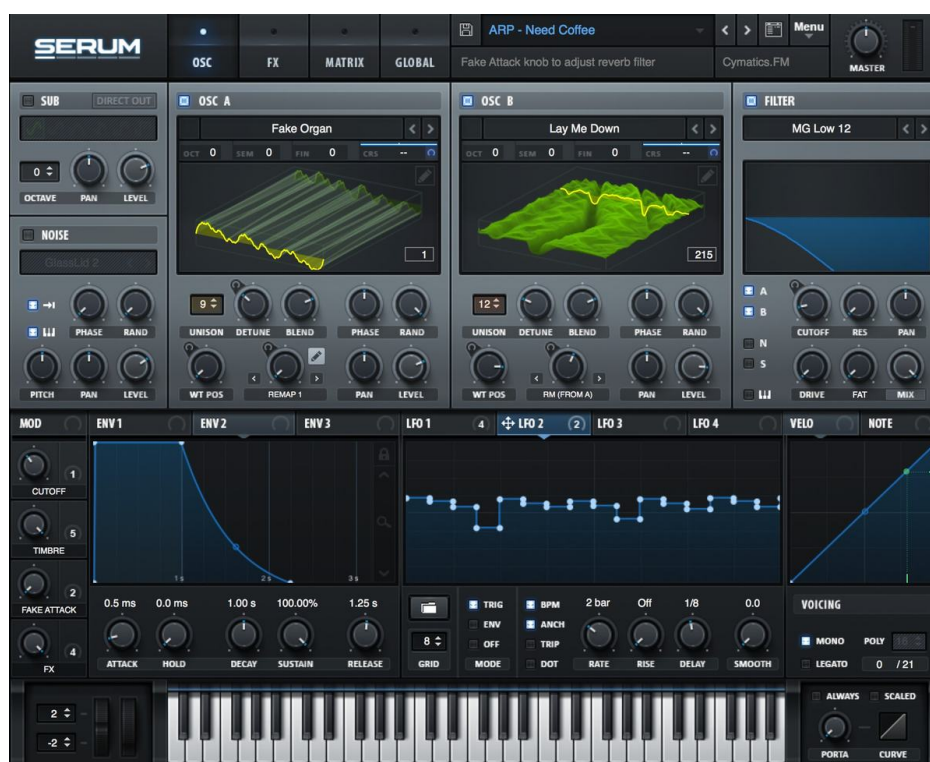 SERUM
OSC FX MATRIX GLOBAL
ARP - Need Coffee
Menu
Fake Attack knob to adjust reverb filter
Cymatics.FM
MASTER
SUB DIRECT OUT
0
OCTAVE PAN LEVEL
NOISE
GlassLid 2
PHASE RAND
PITCH PAN LEVEL
OSC A
Fake Organ
OCT 0 SEM 0 FIN 0 CRS --
1
9
UNISON DETUNE BLEND PHASE RAND
WT POS REMAP 1 PAN LEVEL
OSC B
Lay Me Down
OCT 0 SEM 0 FIN 0 CRS --
215
12
UNISON DETUNE BLEND PHASE RAND
WT POS RM (FROM A) PAN LEVEL
FILTER
MG Low 12
A
B
N
S
CUTOFF RES PAN
DRIVE FAT MIX
MOD ENV 1 ENV 2 ENV 3 LFO 1 4 LFO 2 2 LFO 3 LFO 4 VELO NOTE
1
CUTOFF
5
TIMBRE
2
FAKE ATTACK
4
FX
1 s 2 s 3 s
0.5 ms 0.0 ms 1.00 s 100.00% 1.25 s
ATTACK HOLD DECAY SUSTAIN RELEASE
8
GRID
TRIG
ENV
OFF
MODE
BPM
ANCH
TRIP
DOT
2 bar Off 1/8 0.0
RATE RISE DELAY SMOOTH
VOICING
MONO POLY 16
LEGATO 0 / 21
2
-2
ALWAYS SCALED
PORTA CURVE